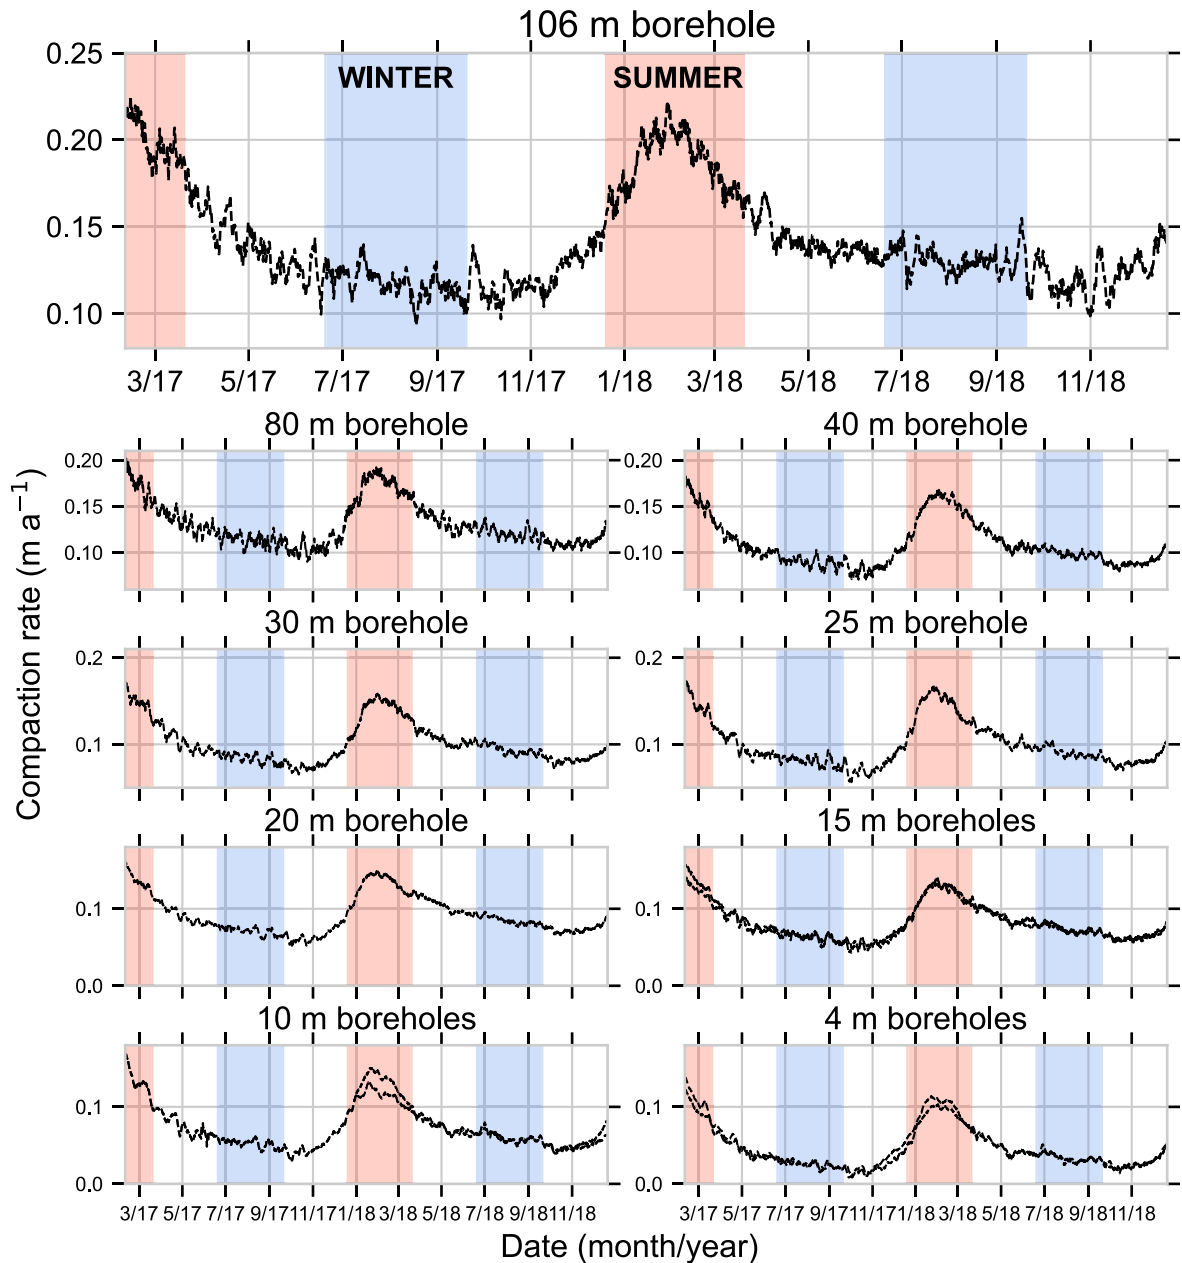 106 m borehole
0.25
WINTER SUMMER
0.20
0.15
0.10
3/17 5/17 7/17 9/17 11/17 1/18 3/18 5/18 7/18 9/18 11/18
Compaction rate (m a⁻¹)
80 m borehole 40 m borehole
0.20 0.20
0.15 0.15
0.10 0.10
30 m borehole 25 m borehole
0.2 0.2
0.1 0.1
20 m borehole 15 m boreholes
0.1 0.1
0.0 0.0
10 m boreholes 4 m boreholes
0.1 0.1
0.0 0.0
3/17 5/17 7/17 9/17 11/17 1/18 3/18 5/18 7/18 9/18 11/18 3/17 5/17 7/17 9/17 11/17 1/18 3/18 5/18 7/18 9/18 11/18
Date (month/year)